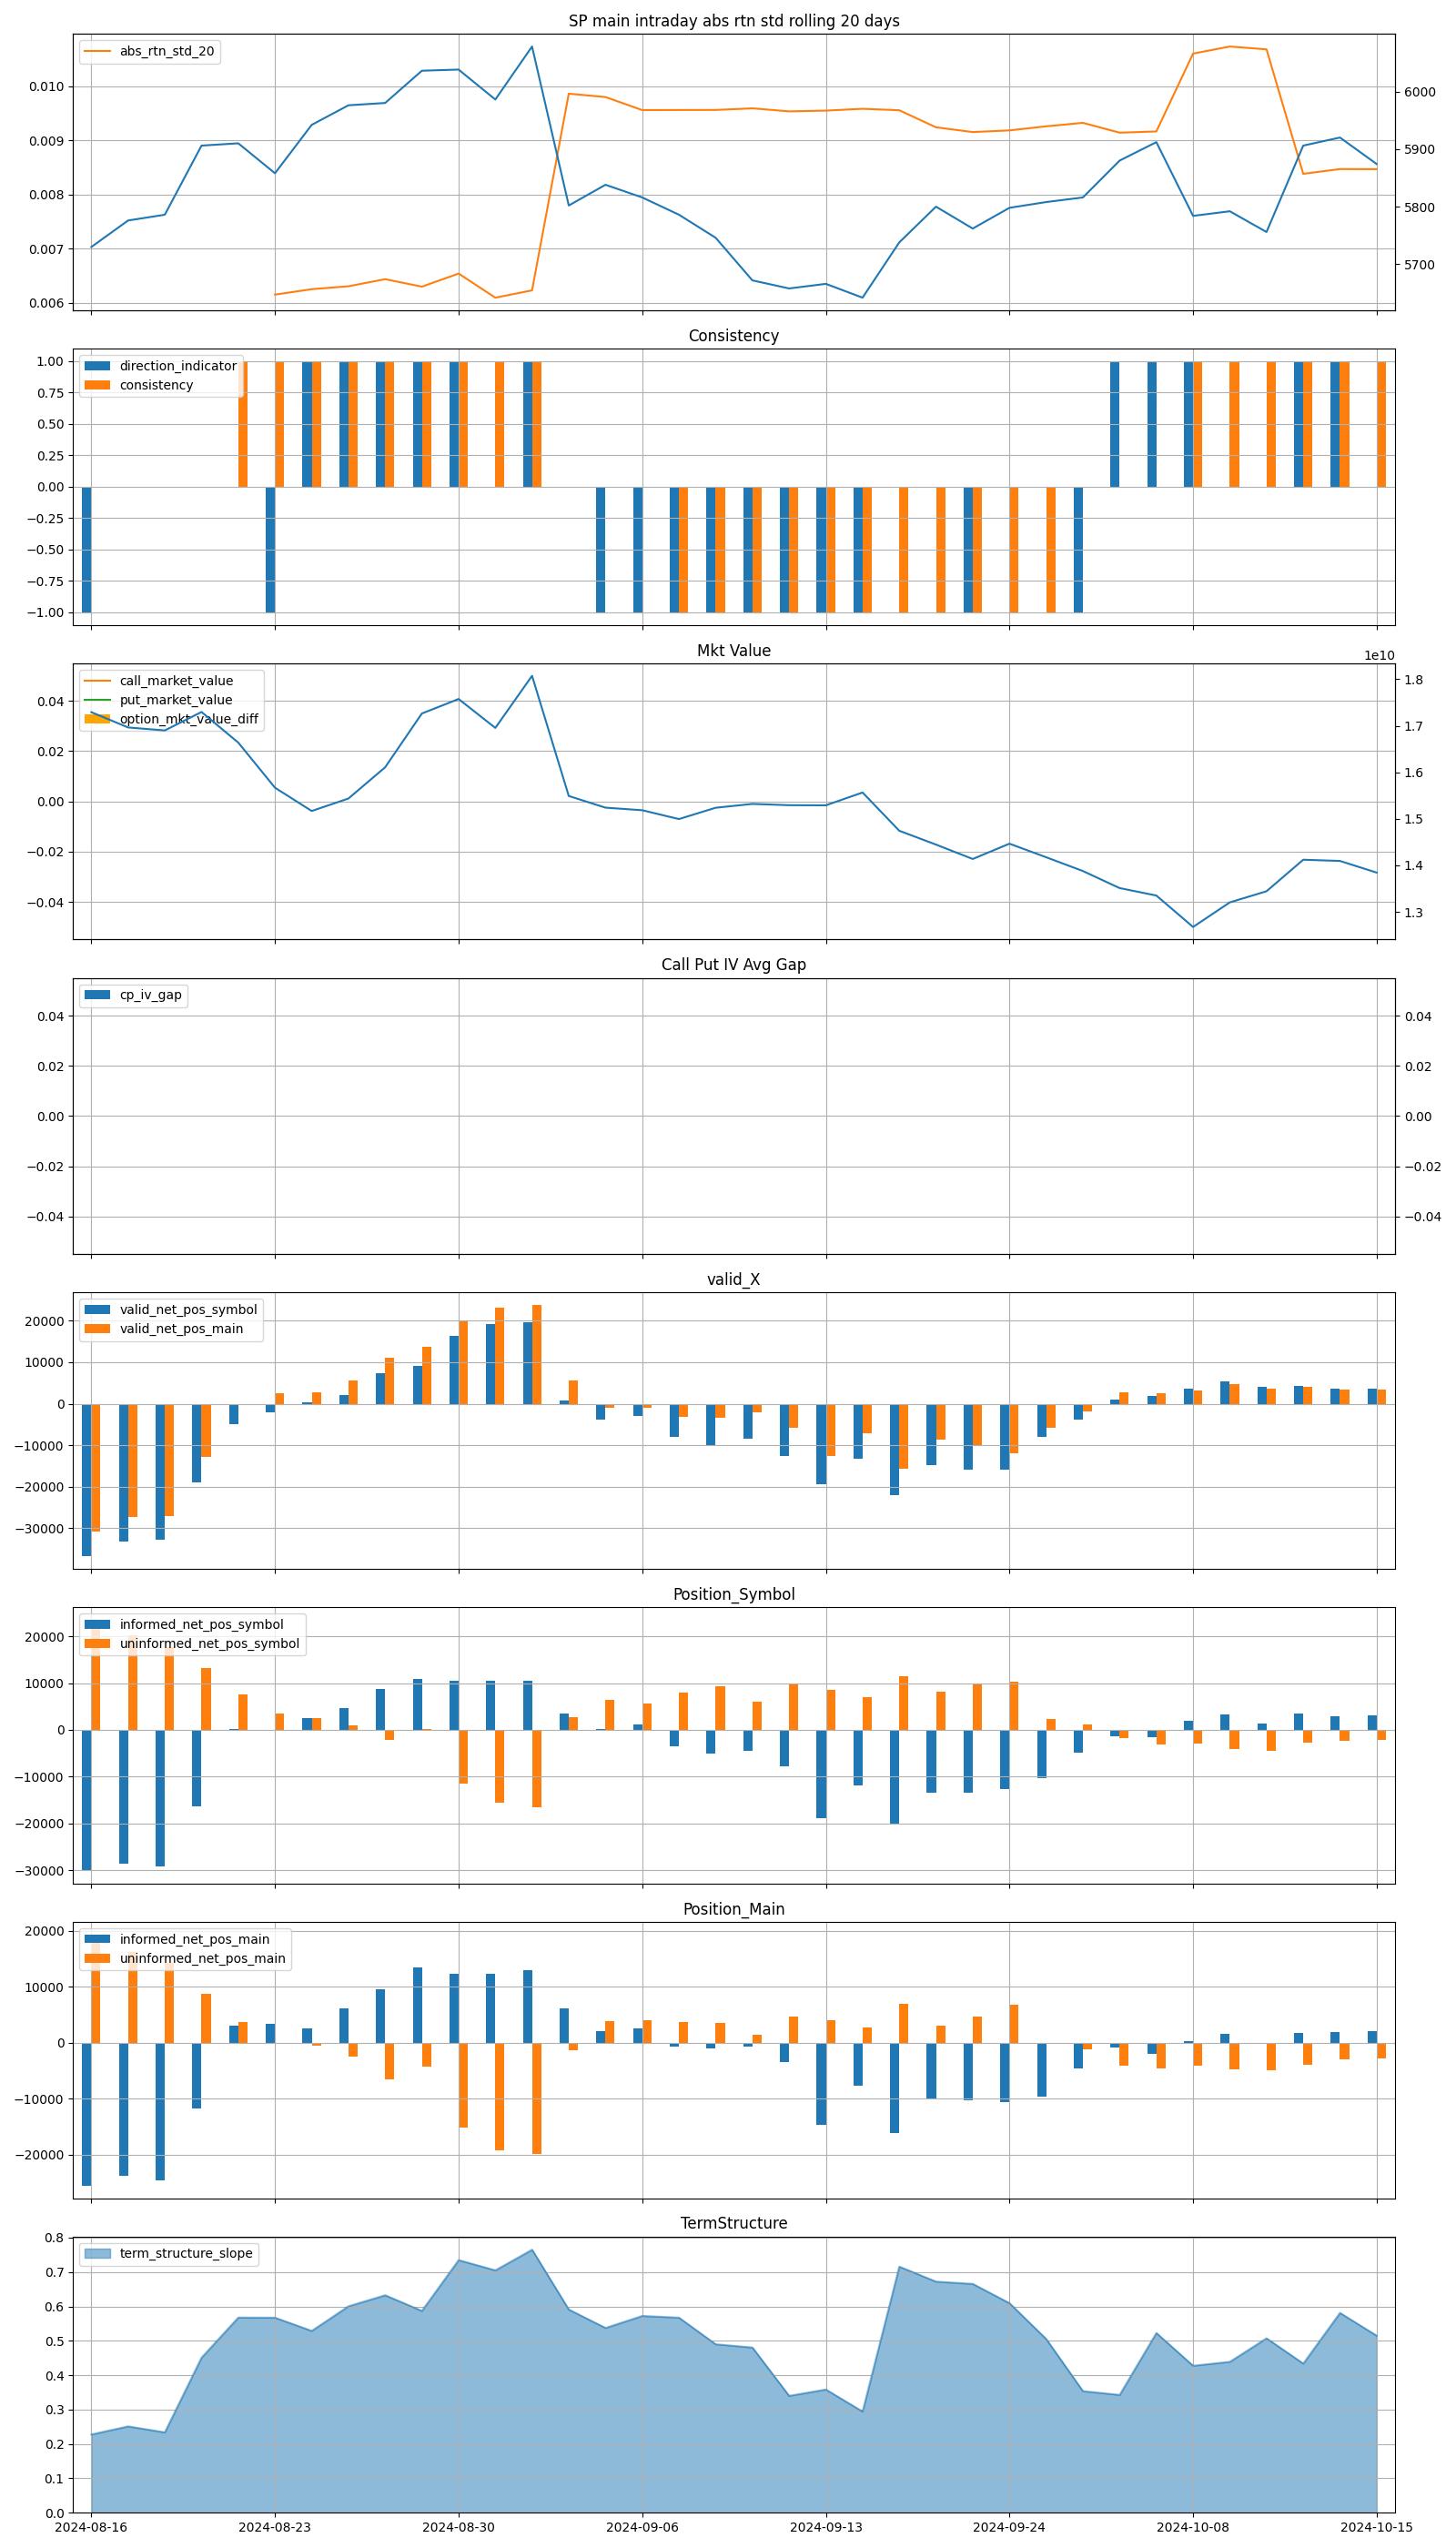 SP main intraday abs rtn std rolling 20 days
abs_rtn_std_20
0.010
0.009
0.008
0.007
0.006
6000
5900
5800
5700
Consistency
direction_indicator
consistency
1.00
0.75
0.50
0.25
0.00
−0.25
−0.50
−0.75
−1.00
Mkt Value
1e10
call_market_value
put_market_value
option_mkt_value_diff
0.04
0.02
0.00
−0.02
−0.04
1.8
1.7
1.6
1.5
1.4
1.3
Call Put IV Avg Gap
cp_iv_gap
0.04
0.02
0.00
−0.02
−0.04
0.04
0.02
0.00
−0.02
−0.04
valid_X
valid_net_pos_symbol
valid_net_pos_main
20000
10000
0
−10000
−20000
−30000
Position_Symbol
informed_net_pos_symbol
uninformed_net_pos_symbol
20000
10000
0
−10000
−20000
−30000
Position_Main
informed_net_pos_main
uninformed_net_pos_main
20000
10000
0
−10000
−20000
TermStructure
term_structure_slope
0.8
0.7
0.6
0.5
0.4
0.3
0.2
0.1
0.0
2024-08-16 2024-08-23 2024-08-30 2024-09-06 2024-09-13 2024-09-24 2024-10-08 2024-10-15